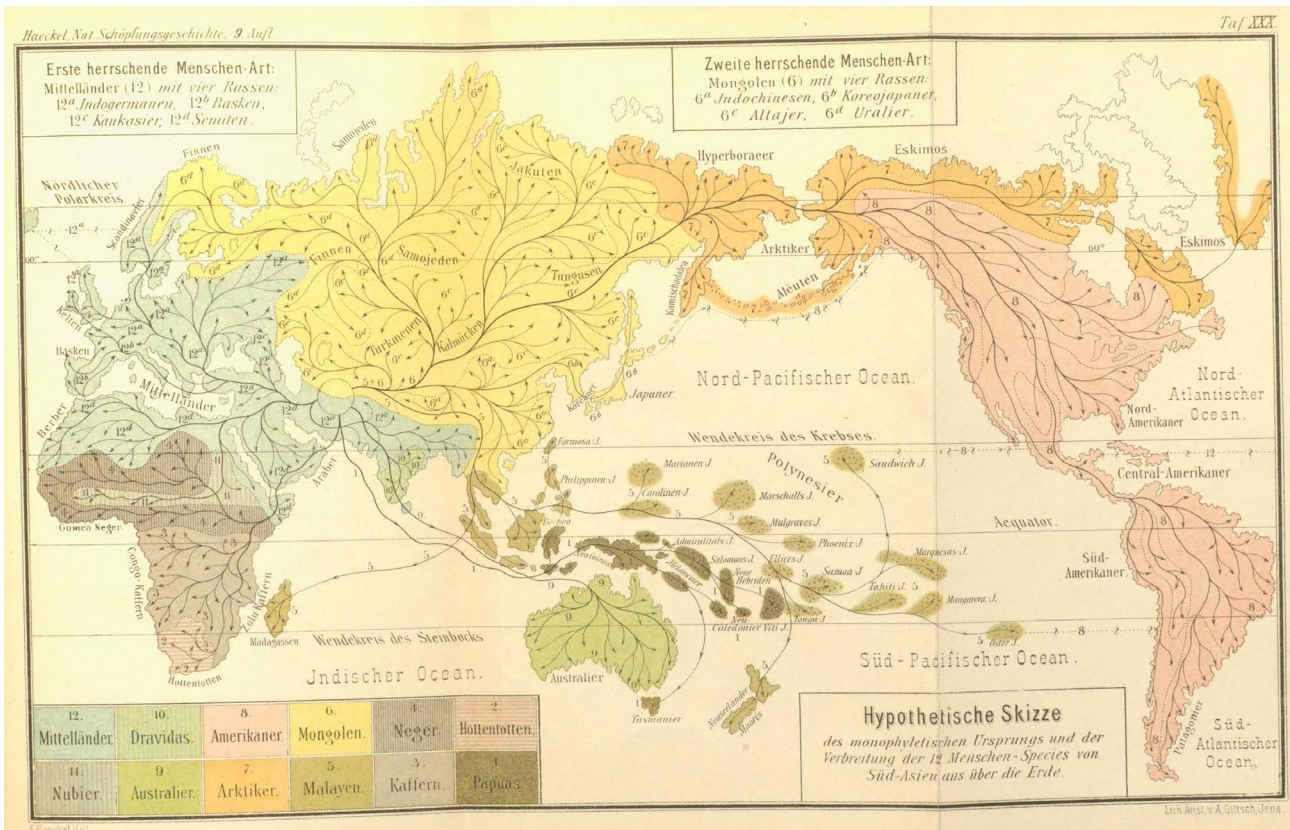 Haeckel, Nat. Schöpfungsgeschichte, 9 Aufl.
Taf XXX.
Erste herrschende Menschen-Art:
Mittelländer (12) mit vier Rassen:
12a Indogermanen, 12b Basken,
12c Kaukasier, 12d Semiten.
Zweite herrschende Menschen-Art:
Mongolen (6) mit vier Rassen:
6a Indochinesen, 6b Koreojapaner,
6c Altajer, 6d Uralier.
Nördlicher
Polarkreis.
Finnen
Scandinavier
Samojeden
Jakuten
Hyperboraeer
Eskimos
Eskimos
Arktiker
Kamtschadalen
Alëuten
Finnen
Samojeden
Tungusen
Turkmenen
Kalmücken
Kelten
Basken
Mittelländer
Berber
Araber
Koreaner
Japaner
Nord-Pacifischer Ocean.
Nord-
Atlantischer
Ocean.
Nord-
Amerikaner
Wendekreis des Krebses.
Central-Amerikaner
Formosa J.
Philippinen J.
Marianen J
Carolinen J
Marschalls J.
Mulgraves J.
Polynesier
Sandwich J.
Guinea Neger.
Congo-Kaffern
Zulu Kaffern
Hottentotten
Madagassen
Borneo
Neu Guinea
Admiralitäts J.
Melanesier
Salomons J.
Neue
Hebriden
Neu
Caledonier
Viti J.
Ellices J
Phoenix J.
Samoa J
Tonga J
Tahiti J.
Marquesas J.
Mangareva J.
Oster J
Aequator.
Süd-
Amerikaner.
Wendekreis des Steinbocks
Jndischer Ocean.
Australier
Tasmanier
Neuseeländer
Maoris
Süd-Pacifischer Ocean.
Patagonier
Süd-
Atlantischer
Ocean.
12. Mittelländer.
10. Dravidas.
8. Amerikaner.
6. Mongolen.
4. Neger
2. Hottentotten.
11. Nubier.
9. Australier.
7. Arktiker.
5. Malayen.
3. Kaffern.
1 Papuas.
Hypothetische Skizze
des monophyletischen Ursprungs und der
Verbreitung der 12 Menschen-Species von
Süd-Asien aus über die Erde.
Lith. Anst. v. A. Giltsch, Jena.